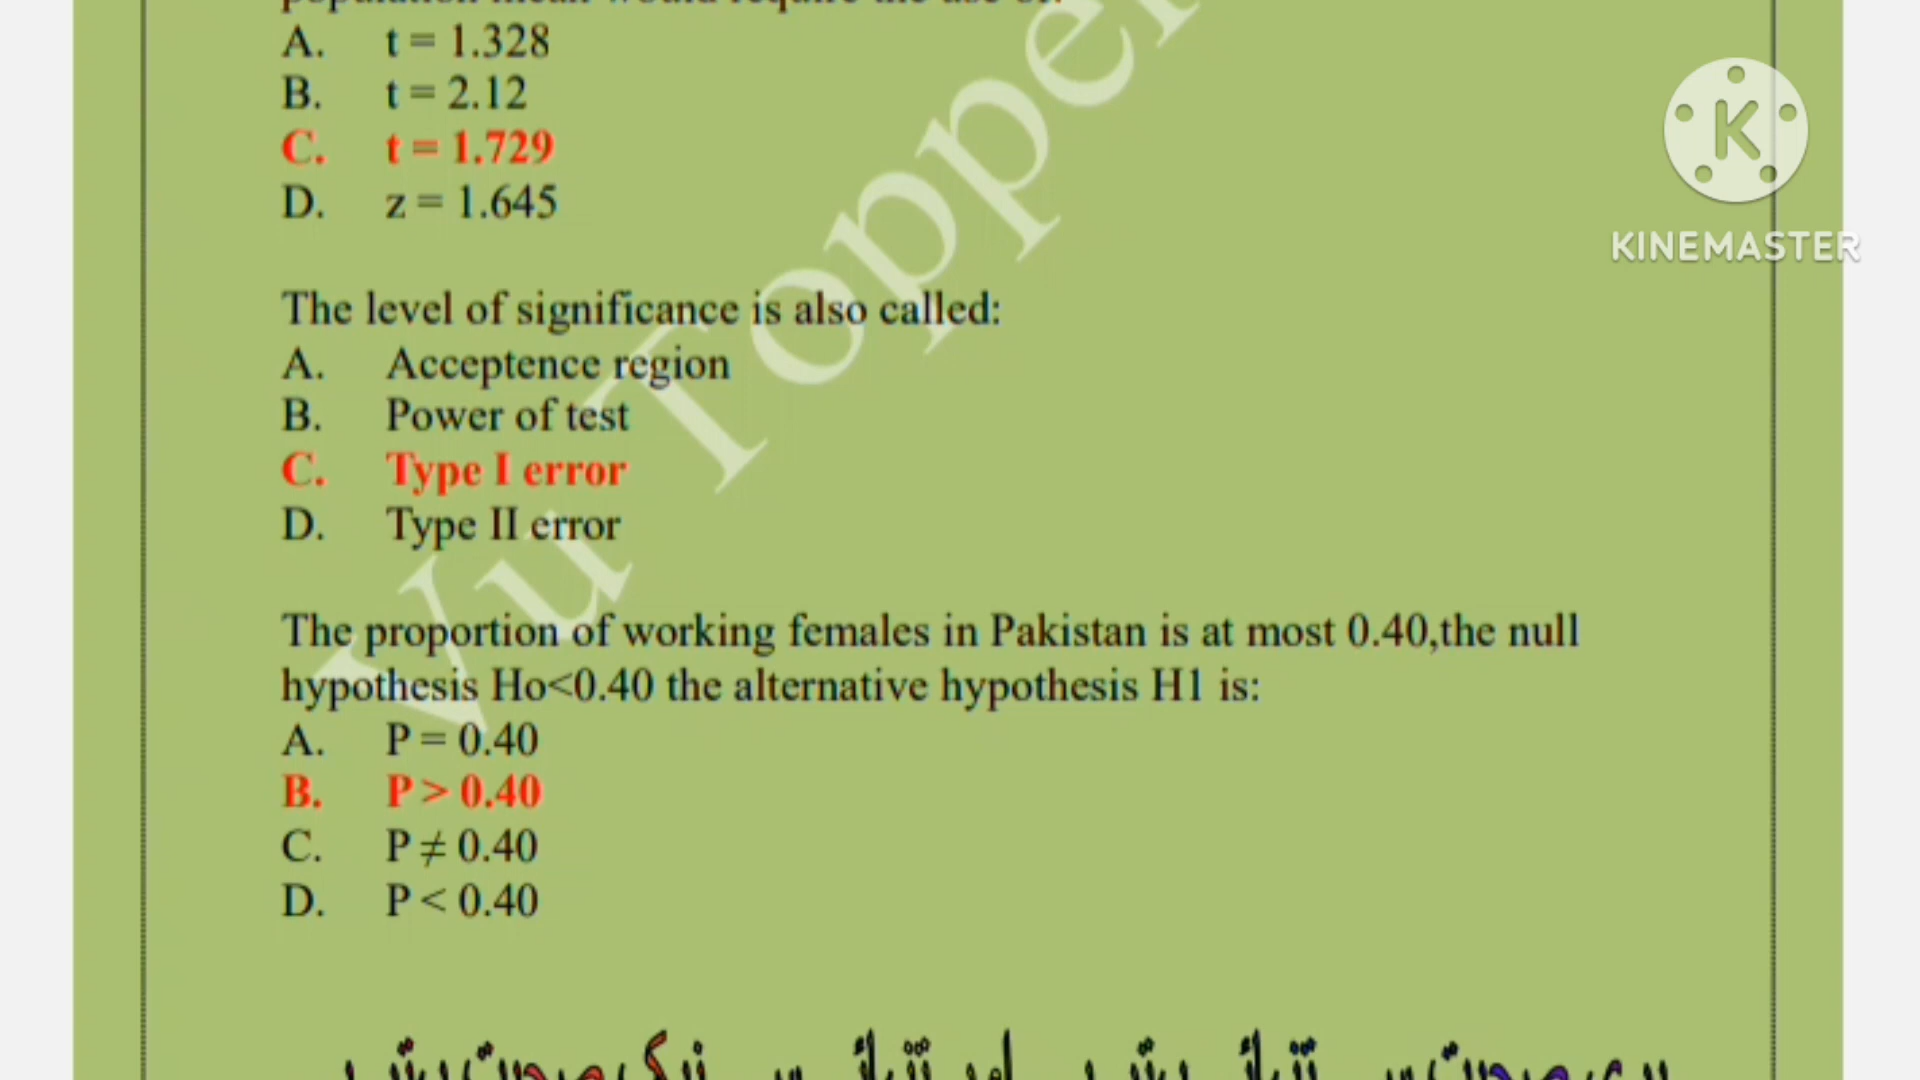 A. t = 1.328
B. t = 2.12
C. t = 1.729
D. z = 1.645
The level of significance is also called:
A. Acceptence region
B. Power of test
C. Type I error
D. Type II error
The proportion of working females in Pakistan is at most 0.40,the null
hypothesis Ho<0.40 the alternative hypothesis H1 is:
A. P = 0.40
B. P > 0.40
C. P ≠ 0.40
D. P < 0.40
Vu Topper
KINEMASTER